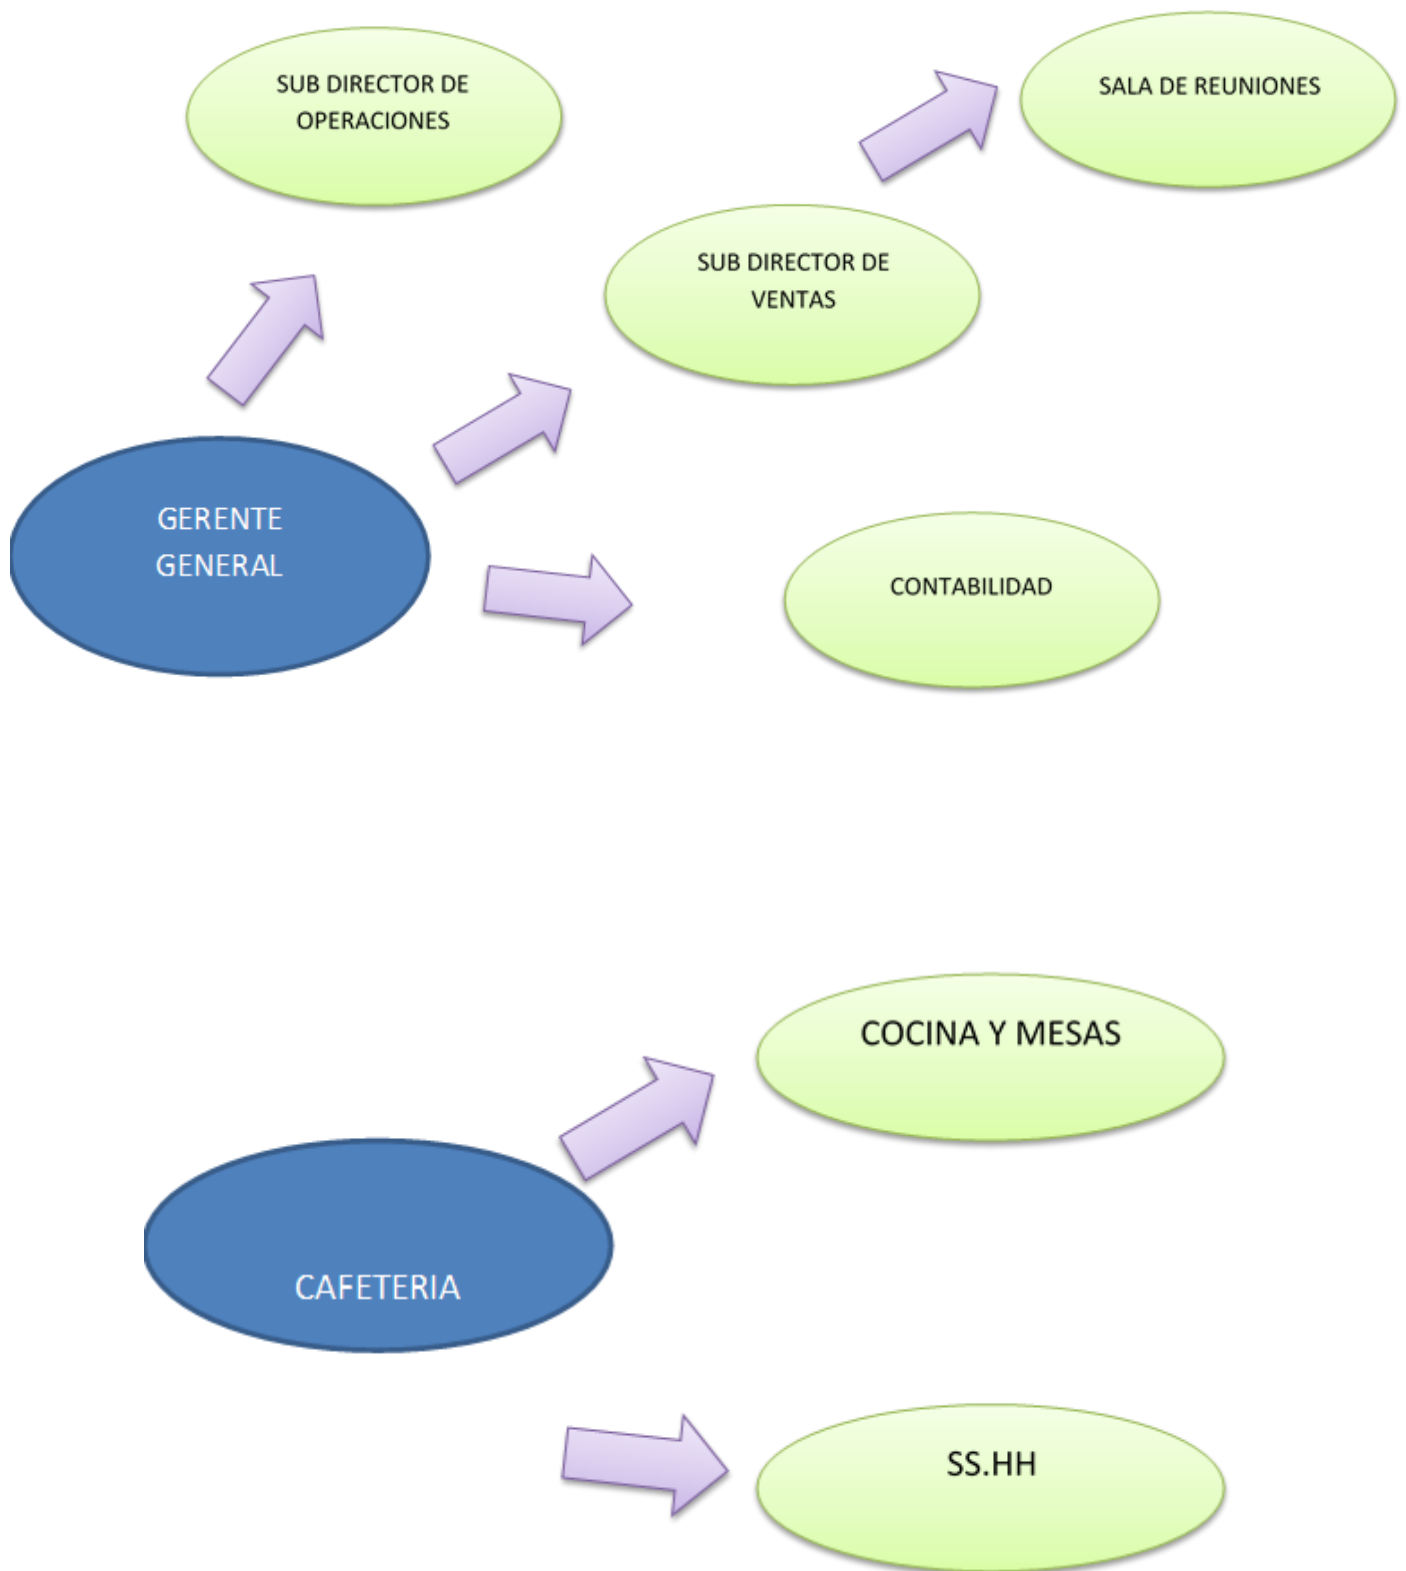 SUB DIRECTOR DE
OPERACIONES
SALA DE REUNIONES
SUB DIRECTOR DE
VENTAS
GERENTE
GENERAL
CONTABILIDAD
COCINA Y MESAS
CAFETERIA
SS.HH